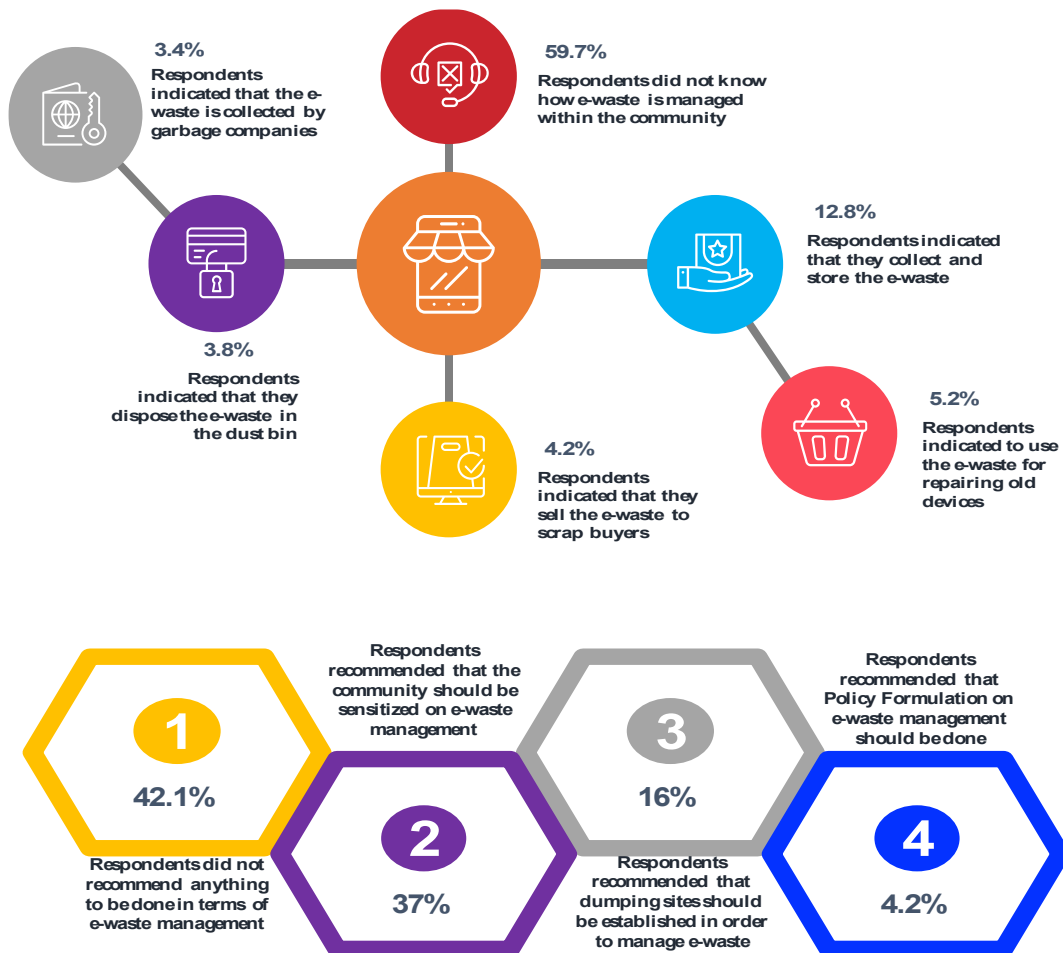 3.4%
Respondents
indicated that the e-
waste is collected by
garbage companies
59.7%
Respondents did not know
how e-waste is managed
within the community
12.8%
Respondents indicated
that they collect and
store the e-waste
3.8%
Respondents
indicated that they
dispose the e-waste in
the dust bin
4.2%
Respondents
indicated that they
sell the e-waste to
scrap buyers
5.2%
Respondents
indicated to use
the e-waste for
repairing old
devices
1
42.1%
Respondents did not
recommend anything
to be done in terms of
e-waste management
Respondents
recommended that the
community should be
sensitized on e-waste
management
2
37%
3
16%
Respondents
recommended that
dumping sites should
be established in order
to manage e-waste
Respondents
recommended that
Policy Formulation on
e-waste management
should be done
4
4.2%